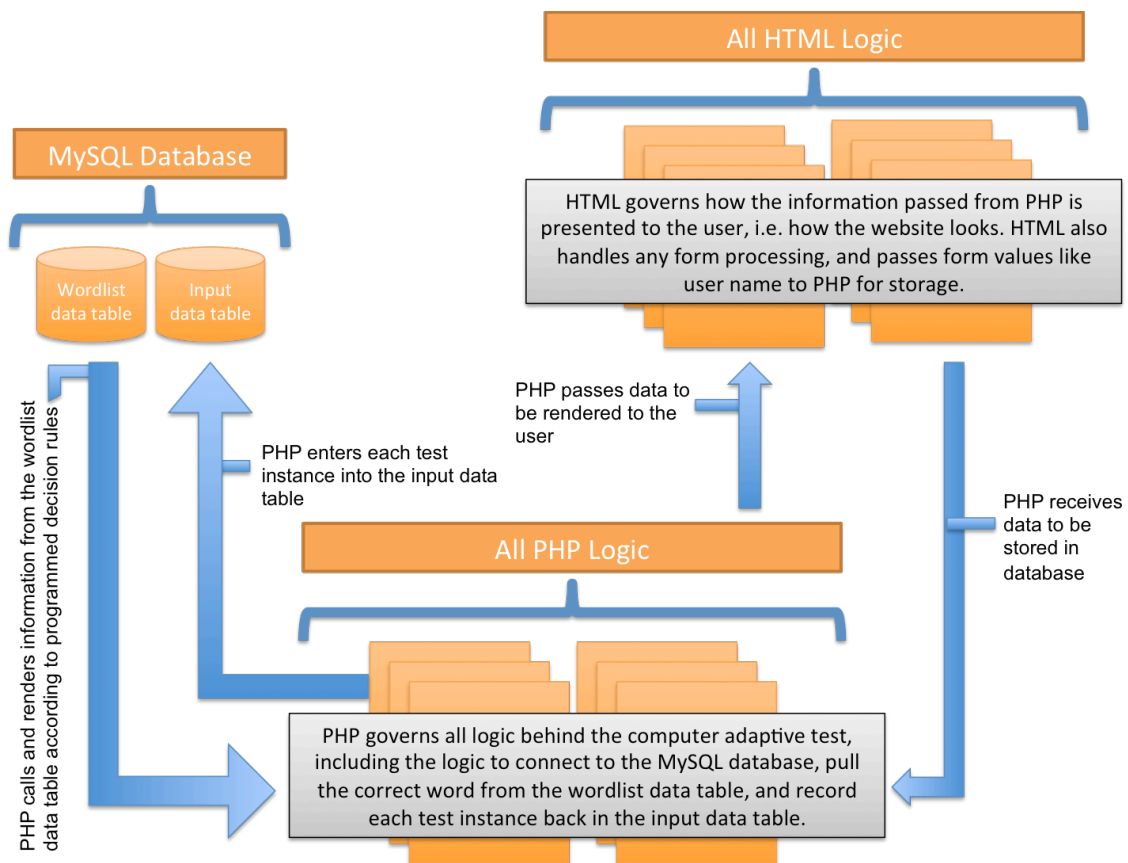 All HTML Logic
MySQL Database
HTML governs how the information passed from PHP is
presented to the user, i.e. how the website looks. HTML also
handles any form processing, and passes form values like
user name to PHP for storage.
Wordlist
data table
Input
data table
PHP passes data to
be rendered to the
user
PHP calls and renders information from the wordlist
data table according to programmed decision rules
PHP enters each test
instance into the input data
table
PHP receives
data to be
stored in
database
All PHP Logic
PHP governs all logic behind the computer adaptive test,
including the logic to connect to the MySQL database, pull
the correct word from the wordlist data table, and record
each test instance back in the input data table.